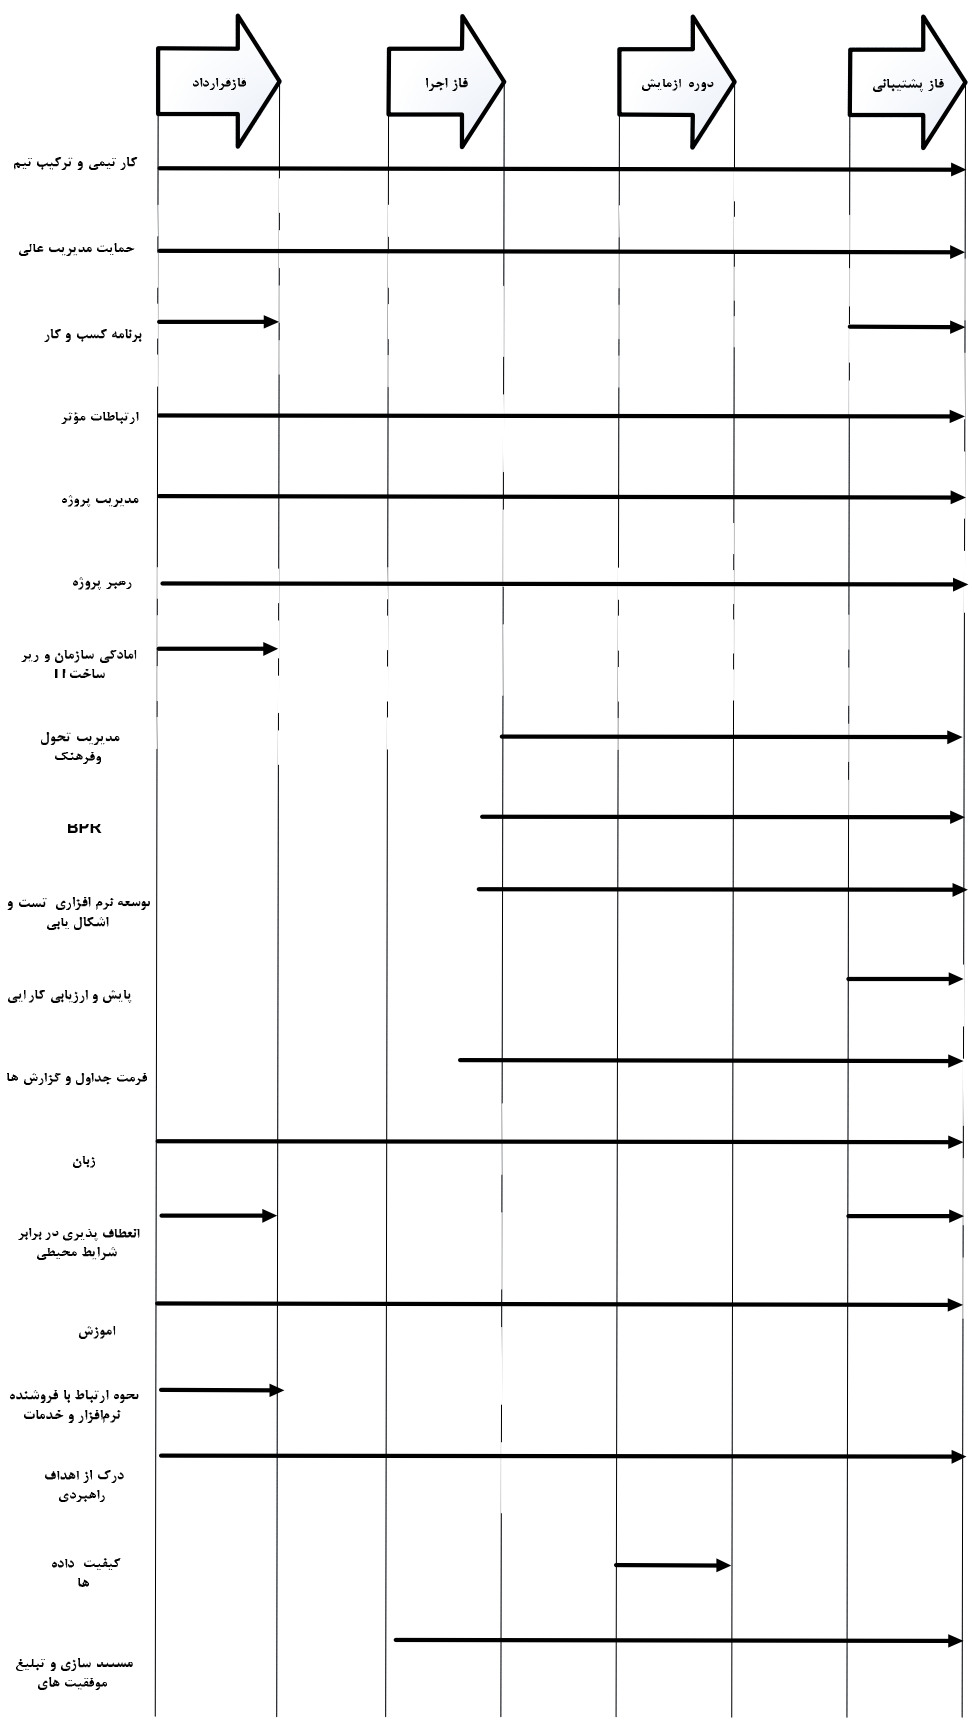 فازقرارداد
فاز اجرا
دوره آزمایش
فاز پشتیبانی
کار تیمی و ترکیب تیم
حمایت مدیریت عالی
برنامه کسب و کار
ارتباطات مؤثر
مدیریت پروژه
رهبر پروژه
آمادگی سازمان و زیر
ساخت IT
مدیریت تحول
وفرهنگ
BPR
توسعه نرم افزاری تست و
اشکال یابی
پایش و ارزیابی کارایی
فرمت جداول و گزارش ها
زبان
انعطاف پذیری در برابر
شرایط محیطی
آموزش
نحوه ارتباط با فروشنده
نرم‌افزار و خدمات
درک از اهداف
راهبردی
کیفیت داده
ها
مستند سازی و تبلیغ
موفقیت های